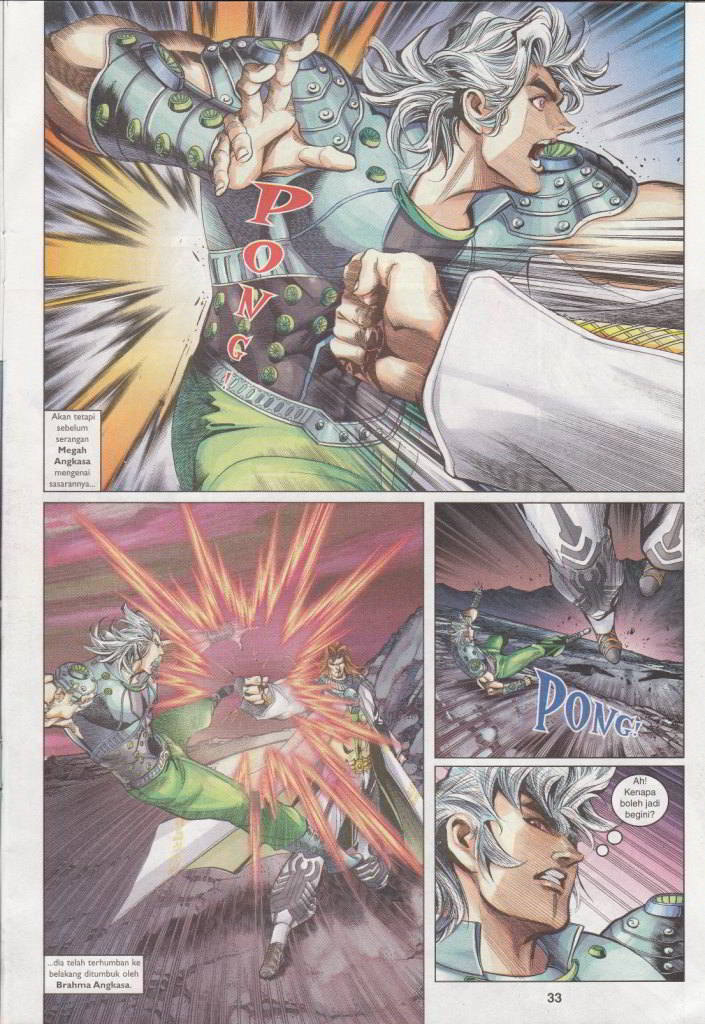 PONG
Akan tetapi
sebelum
serangan
Megah
Angkasa
mengenai
sasarannya...
PONG!
Ah!
Kenapa
boleh jadi
begini?
...dia telah terhumban ke
belakang ditumbuk oleh
Brahma Angkasa.
33